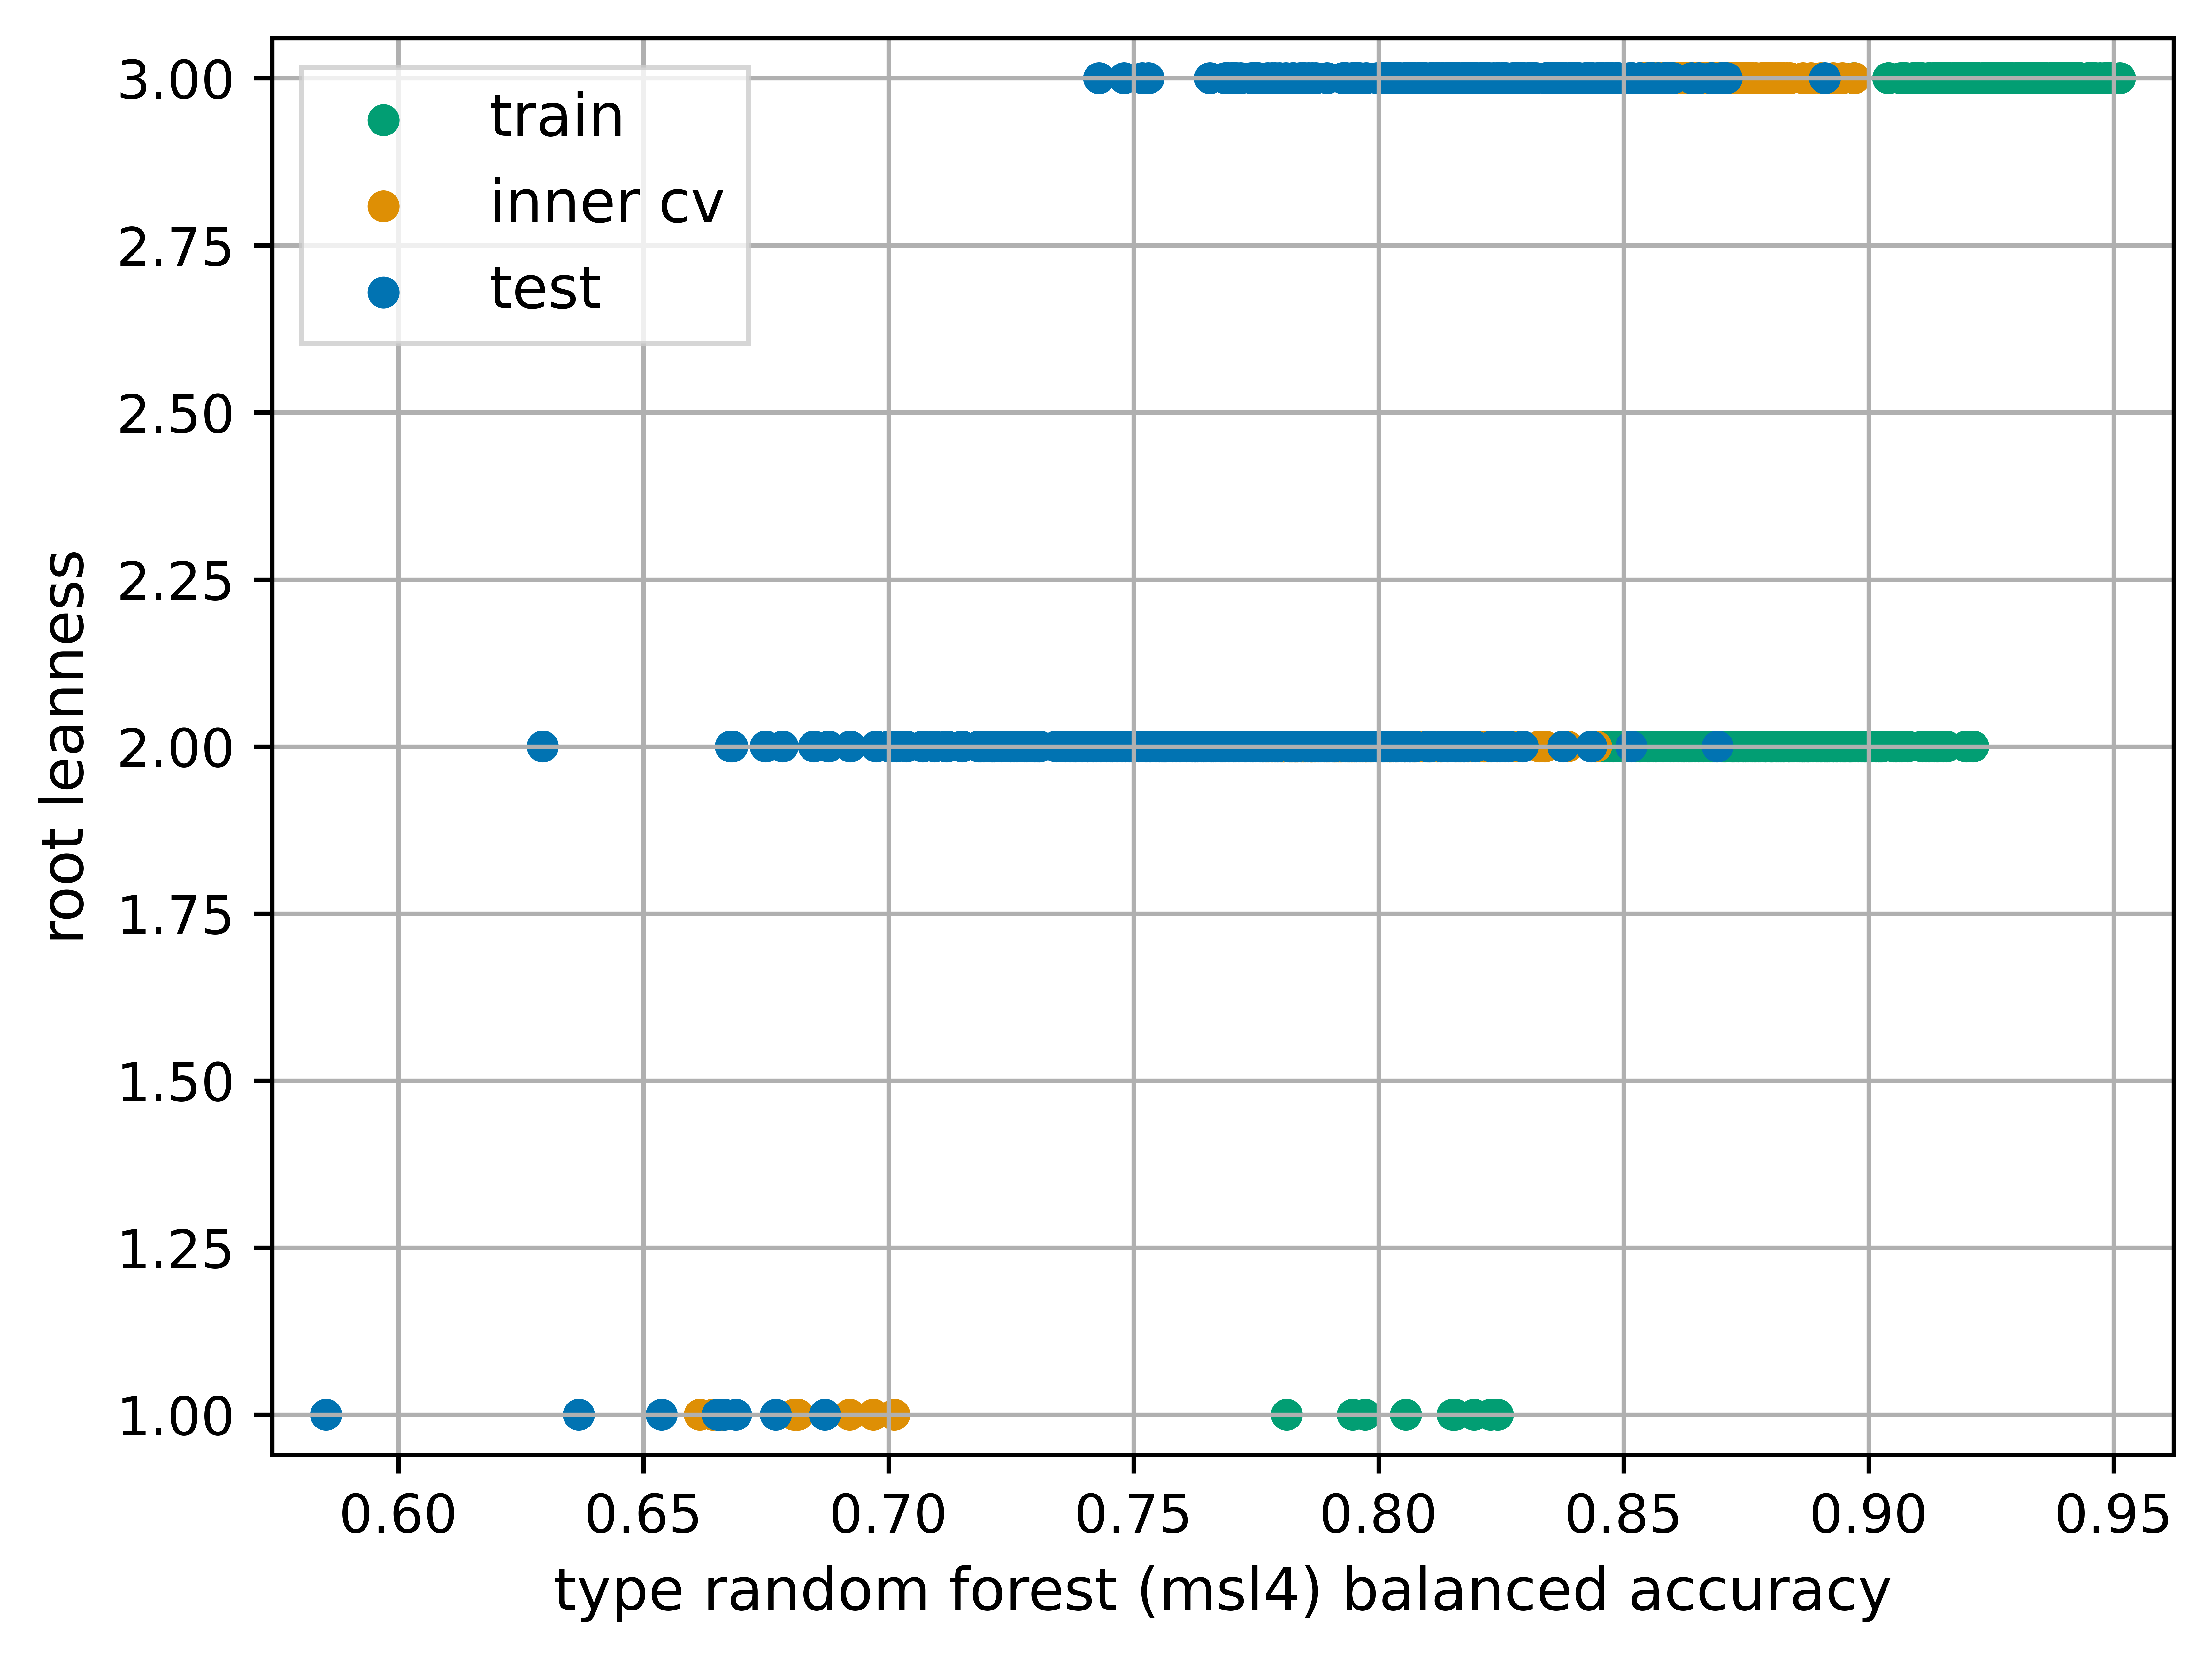 train
inner cv
test
3.00
2.75
2.50
2.25
2.00
1.75
1.50
1.25
1.00
root leanness
0.60 0.65 0.70 0.75 0.80 0.85 0.90 0.95
type random forest (msl4) balanced accuracy